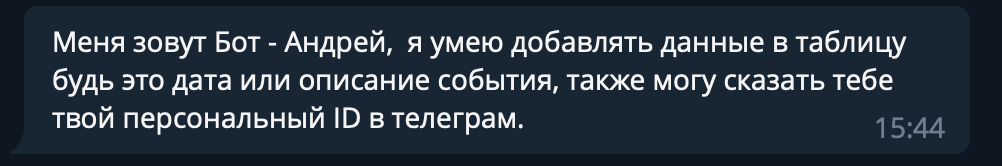 Меня зовут Бот - Андрей,  я умею добавлять данные в таблицу
будь это дата или описание события, также могу сказать тебе
твой персональный ID в телеграм.
15:44